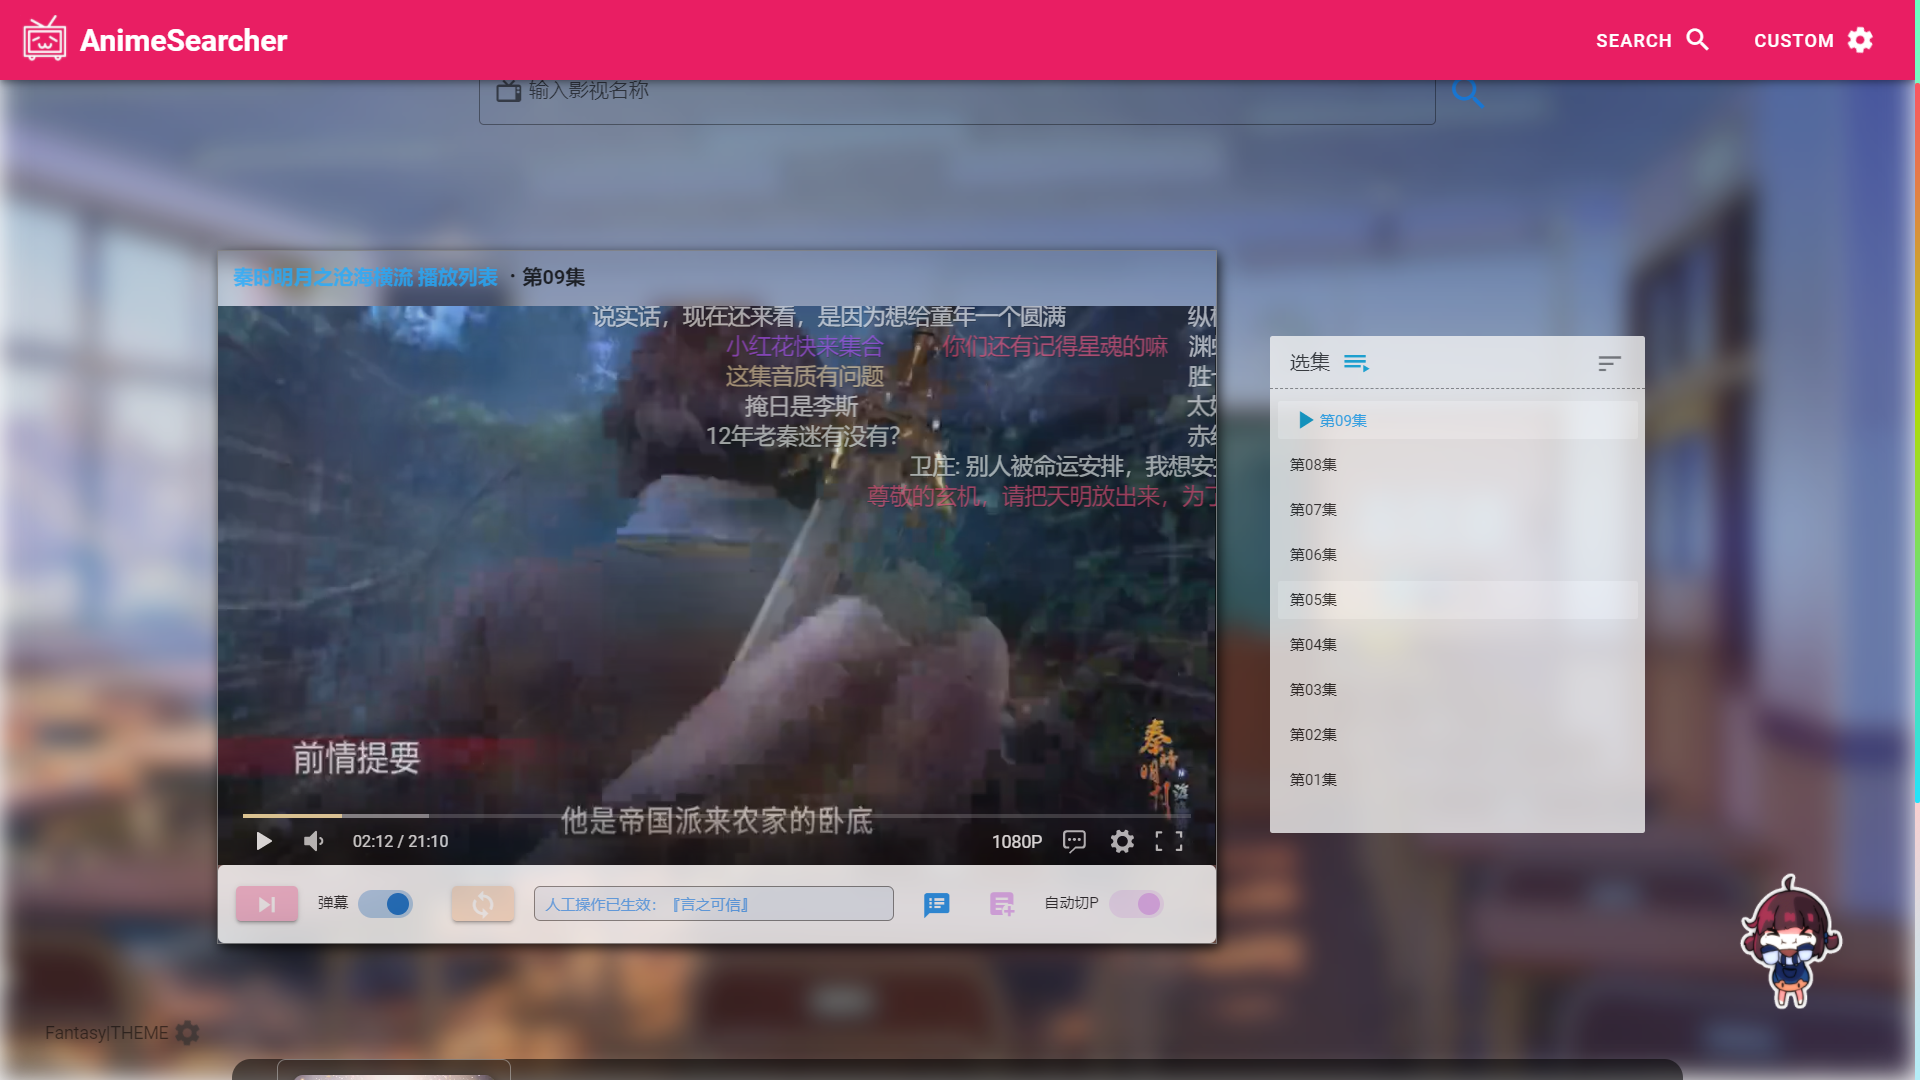 AnimeSearcher
SEARCH
CUSTOM
输入影视名称
秦时明月之沧海横流 播放列表 · 第09集
说实话，现在还来看，是因为想给童年一个圆满
小红花快来集合
你们还有记得星魂的嘛
这集音质有问题
掩日是李斯
12年老秦迷有没有?
卫庄: 别人被命运安排，我想安
尊敬的玄机，请把天明放出来，为了
前情提要
秦时明月
他是帝国派来农家的卧底
02:12 / 21:10
1080P
弹幕
人工操作已生效：『言之可信』
自动切P
选集
第09集
第08集
第07集
第06集
第05集
第04集
第03集
第02集
第01集
Fantasy|THEME